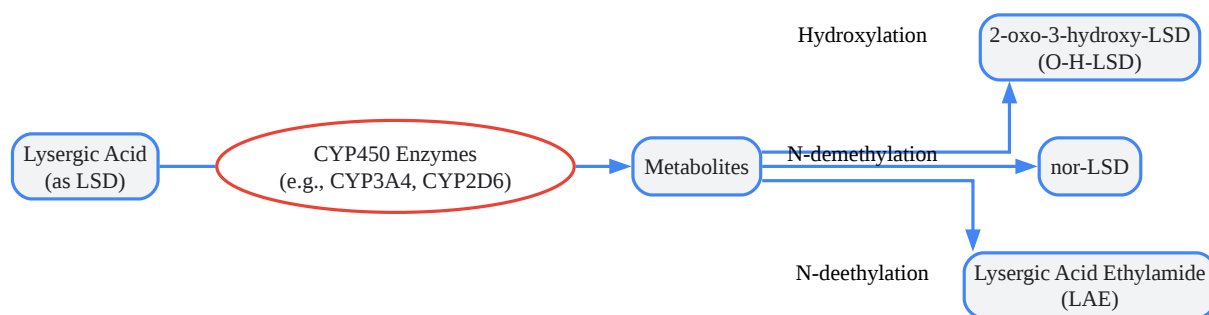 Lysergic Acid
(as LSD)
CYP450 Enzymes
(e.g., CYP3A4, CYP2D6)
Metabolites
Hydroxylation
2-oxo-3-hydroxy-LSD
(O-H-LSD)
N-demethylation
nor-LSD
N-deethylation
Lysergic Acid Ethylamide
(LAE)